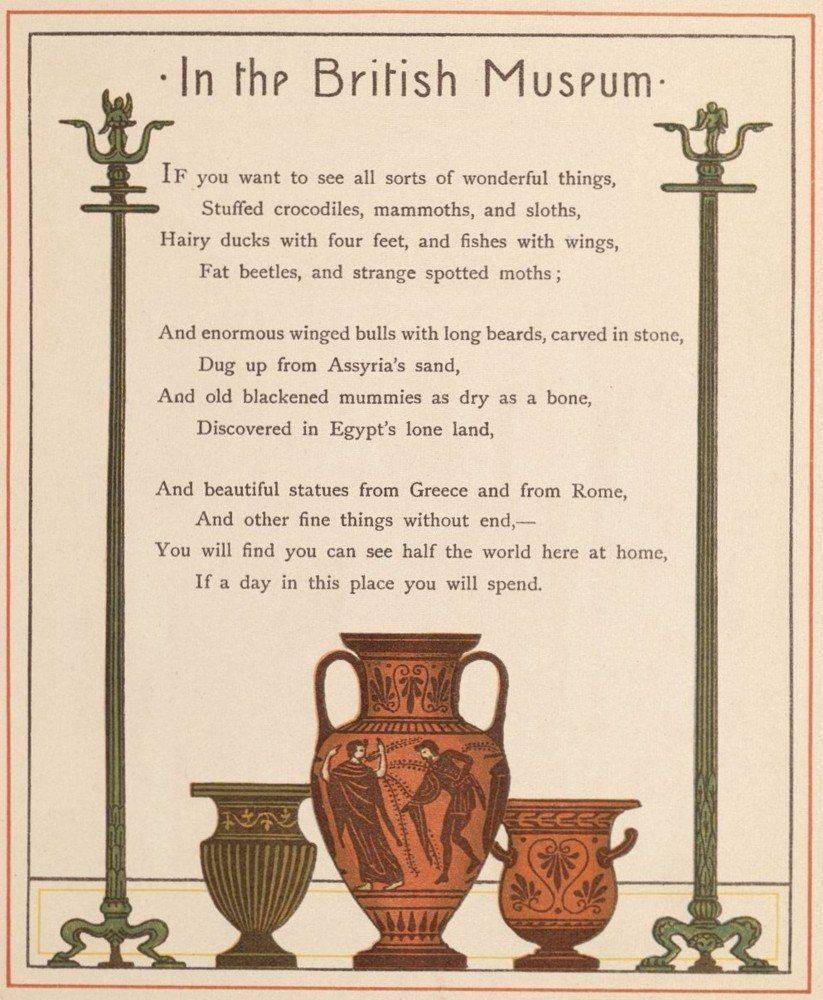 ·In the British Museum·
IF you want to see all sorts of wonderful things,
Stuffed crocodiles, mammoths, and sloths,
Hairy ducks with four feet, and fishes with wings,
Fat beetles, and strange spotted moths;
And enormous winged bulls with long beards, carved in stone,
Dug up from Assyria's sand,
And old blackened mummies as dry as a bone,
Discovered in Egypt's lone land,
And beautiful statues from Greece and from Rome,
And other fine things without end,—
You will find you can see half the world here at home,
If a day in this place you will spend.